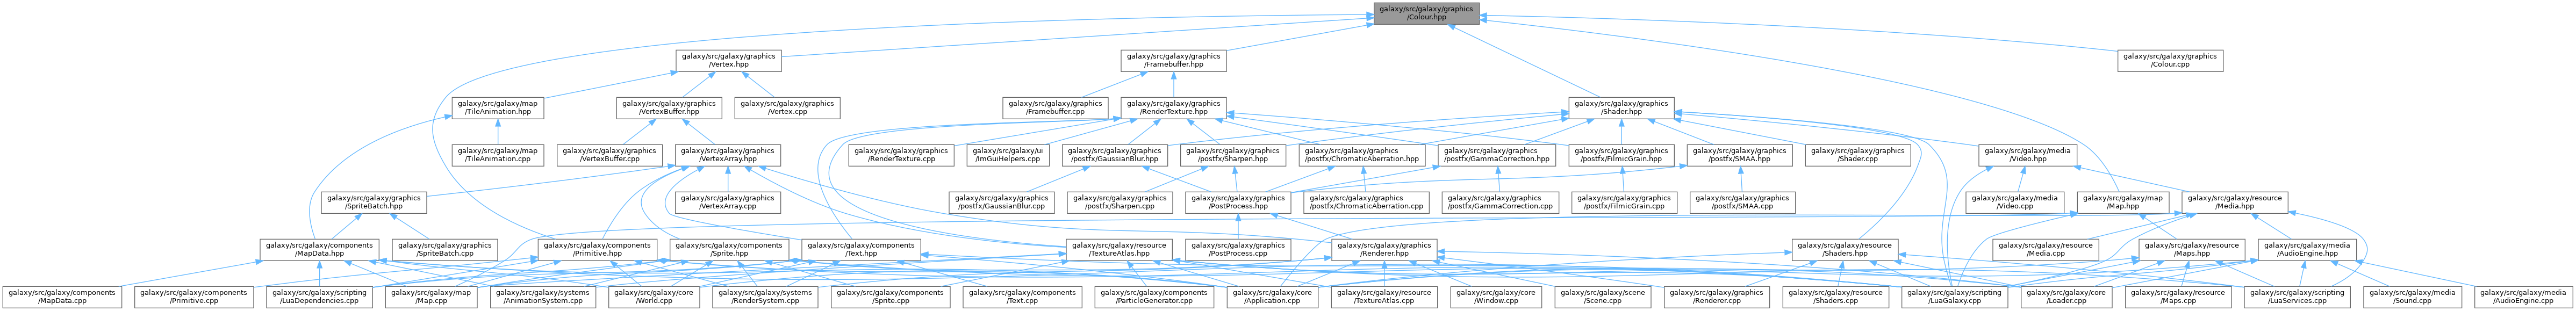 galaxy/src/galaxy/graphics
/Colour.hpp
galaxy/src/galaxy/graphics
/Vertex.hpp
galaxy/src/galaxy/graphics
/Framebuffer.hpp
galaxy/src/galaxy/graphics
/Colour.cpp
galaxy/src/galaxy/map
/TileAnimation.hpp
galaxy/src/galaxy/graphics
/VertexBuffer.hpp
galaxy/src/galaxy/graphics
/Vertex.cpp
galaxy/src/galaxy/graphics
/Framebuffer.cpp
galaxy/src/galaxy/graphics
/RenderTexture.hpp
galaxy/src/galaxy/graphics
/Shader.hpp
galaxy/src/galaxy/map
/TileAnimation.cpp
galaxy/src/galaxy/graphics
/VertexBuffer.cpp
galaxy/src/galaxy/graphics
/VertexArray.hpp
galaxy/src/galaxy/graphics
/RenderTexture.cpp
galaxy/src/galaxy/ui
/ImGuiHelpers.cpp
galaxy/src/galaxy/graphics
/postfx/GaussianBlur.hpp
galaxy/src/galaxy/graphics
/postfx/Sharpen.hpp
galaxy/src/galaxy/graphics
/postfx/ChromaticAberration.hpp
galaxy/src/galaxy/graphics
/postfx/GammaCorrection.hpp
galaxy/src/galaxy/graphics
/postfx/FilmicGrain.hpp
galaxy/src/galaxy/graphics
/postfx/SMAA.hpp
galaxy/src/galaxy/graphics
/Shader.cpp
galaxy/src/galaxy/media
/Video.hpp
galaxy/src/galaxy/graphics
/SpriteBatch.hpp
galaxy/src/galaxy/graphics
/VertexArray.cpp
galaxy/src/galaxy/graphics
/postfx/GaussianBlur.cpp
galaxy/src/galaxy/graphics
/postfx/Sharpen.cpp
galaxy/src/galaxy/graphics
/PostProcess.hpp
galaxy/src/galaxy/graphics
/postfx/ChromaticAberration.cpp
galaxy/src/galaxy/graphics
/postfx/GammaCorrection.cpp
galaxy/src/galaxy/graphics
/postfx/FilmicGrain.cpp
galaxy/src/galaxy/graphics
/postfx/SMAA.cpp
galaxy/src/galaxy/media
/Video.cpp
galaxy/src/galaxy/map
/Map.hpp
galaxy/src/galaxy/resource
/Media.hpp
galaxy/src/galaxy/components
/MapData.hpp
galaxy/src/galaxy/graphics
/SpriteBatch.cpp
galaxy/src/galaxy/components
/Primitive.hpp
galaxy/src/galaxy/components
/Sprite.hpp
galaxy/src/galaxy/components
/Text.hpp
galaxy/src/galaxy/resource
/TextureAtlas.hpp
galaxy/src/galaxy/graphics
/PostProcess.cpp
galaxy/src/galaxy/graphics
/Renderer.hpp
galaxy/src/galaxy/resource
/Shaders.hpp
galaxy/src/galaxy/resource
/Media.cpp
galaxy/src/galaxy/resource
/Maps.hpp
galaxy/src/galaxy/media
/AudioEngine.hpp
galaxy/src/galaxy/components
/MapData.cpp
galaxy/src/galaxy/components
/Primitive.cpp
galaxy/src/galaxy/scripting
/LuaDependencies.cpp
galaxy/src/galaxy/map
/Map.cpp
galaxy/src/galaxy/systems
/AnimationSystem.cpp
galaxy/src/galaxy/core
/World.cpp
galaxy/src/galaxy/systems
/RenderSystem.cpp
galaxy/src/galaxy/components
/Sprite.cpp
galaxy/src/galaxy/components
/Text.cpp
galaxy/src/galaxy/components
/ParticleGenerator.cpp
galaxy/src/galaxy/core
/Application.cpp
galaxy/src/galaxy/resource
/TextureAtlas.cpp
galaxy/src/galaxy/core
/Window.cpp
galaxy/src/galaxy/scene
/Scene.cpp
galaxy/src/galaxy/graphics
/Renderer.cpp
galaxy/src/galaxy/resource
/Shaders.cpp
galaxy/src/galaxy/scripting
/LuaGalaxy.cpp
galaxy/src/galaxy/core
/Loader.cpp
galaxy/src/galaxy/resource
/Maps.cpp
galaxy/src/galaxy/scripting
/LuaServices.cpp
galaxy/src/galaxy/media
/Sound.cpp
galaxy/src/galaxy/media
/AudioEngine.cpp